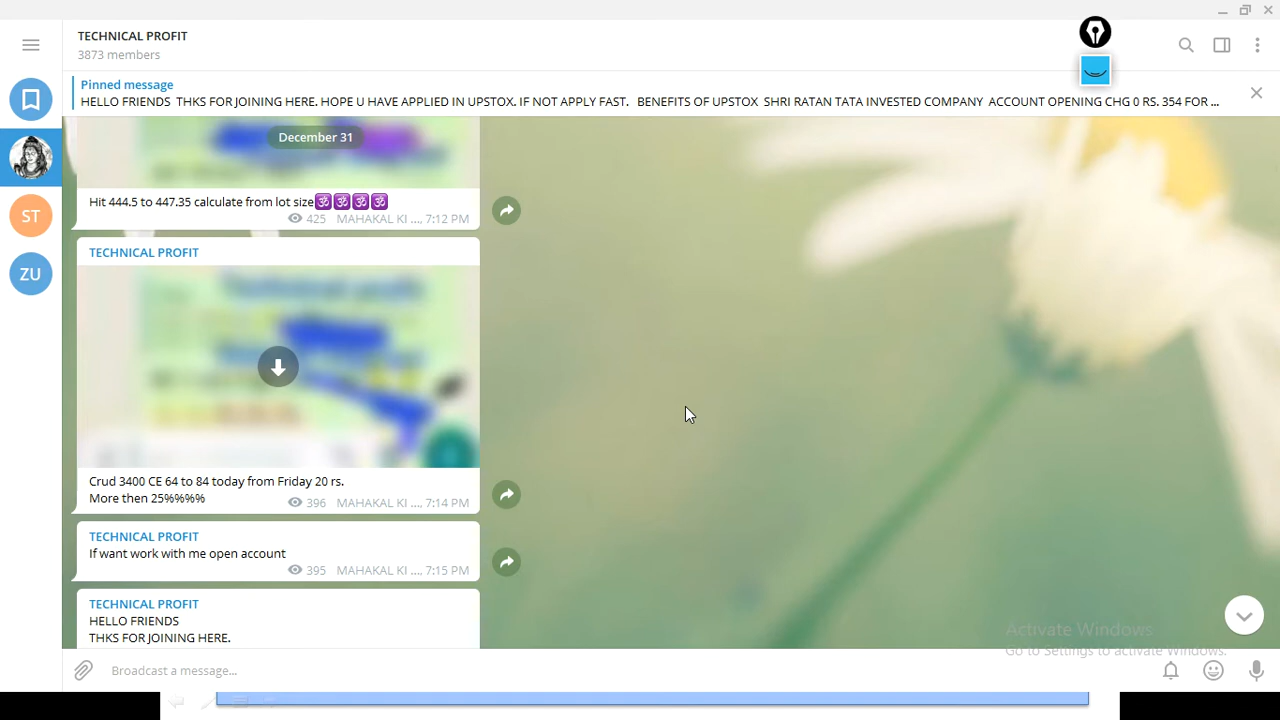 TECHNICAL PROFIT
3873 members
Pinned message
HELLO FRIENDS THKS FOR JOINING HERE. HOPE U HAVE APPLIED IN UPSTOX. IF NOT APPLY FAST. BENEFITS OF UPSTOX SHRI RATAN TATA INVESTED COMPANY ACCOUNT OPENING CHG 0 RS. 354 FOR ...
December 31
Hit 444.5 to 447.35 calculate from lot size🕉🕉🕉🕉
425 MAHAKAL KI ..., 7:12 PM
TECHNICAL PROFIT
Crud 3400 CE 64 to 84 today from Friday 20 rs.
More then 25%%%%
396 MAHAKAL KI ..., 7:14 PM
TECHNICAL PROFIT
If want work with me open account
395 MAHAKAL KI ..., 7:15 PM
TECHNICAL PROFIT
HELLO FRIENDS
THKS FOR JOINING HERE.
ST
ZU
Activate Windows
Go to Settings to activate Windows.
Broadcast a message...